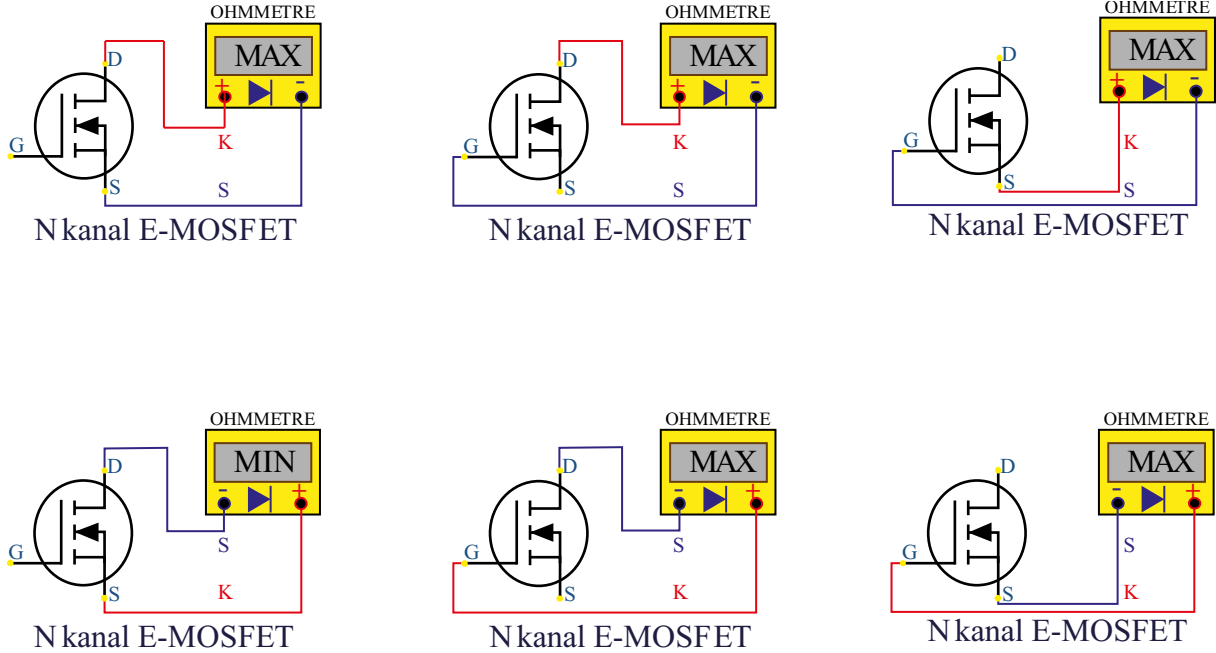 OHMMETRE
MAX
D
+ -
G
K
S
S
N kanal E-MOSFET
OHMMETRE
MAX
D
+ -
G
K
S
S
N kanal E-MOSFET
OHMMETRE
MAX
D
+ -
G
K
S
S
N kanal E-MOSFET
OHMMETRE
MIN
D
- +
S
G
K
S
N kanal E-MOSFET
OHMMETRE
MAX
D
- +
S
G
K
S
N kanal E-MOSFET
OHMMETRE
MAX
D
- +
S
G
K
S
N kanal E-MOSFET